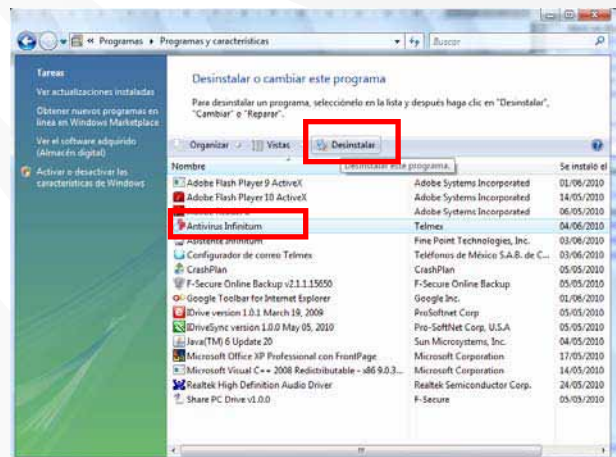 « Programas ▸ Programas y características
Buscar
Tareas
Ver actualizaciones instaladas
Obtener nuevos programas en
línea en Windows Marketplace
Ver el software adquirido
(Almacén digital)
Activar o desactivar las
características de Windows
Desinstalar o cambiar este programa
Para desinstalar un programa, selecciónelo en la lista y después haga clic en "Desinstalar",
"Cambiar" o "Reparar".
Organizar Vistas Desinstalar
Desinstalar este programa.
Nombre Se instaló el
Adobe Flash Player 9 ActiveX Adobe Systems Incorporated 01/06/2010
Adobe Flash Player 10 ActiveX Adobe Systems Incorporated 14/05/2010
Adobe Systems Incorporated 06/05/2010
Antivirus Infinitum Telmex 04/06/2010
Asistente Infinitum Fine Point Technologies, Inc. 03/06/2010
Configurador de correo Telmex Teléfonos de México S.A.B. de C... 03/06/2010
CrashPlan CrashPlan 05/05/2010
F-Secure Online Backup v2.1.1.15650 F-Secure Online Backup 05/05/2010
Google Toolbar for Internet Explorer Google Inc. 01/06/2010
IDrive version 1.0.1 March 19, 2009 ProSoftnet Corp 05/05/2010
IDriveSync version 1.0.0 May 05, 2010 Pro-SoftNet Corp, U.S.A 05/05/2010
Java(TM) 6 Update 20 Sun Microsystems, Inc. 04/05/2010
Microsoft Office XP Professional con FrontPage Microsoft Corporation 17/05/2010
Microsoft Visual C++ 2008 Redistributable - x86 9.0.3... Microsoft Corporation 14/05/2010
Realtek High Definition Audio Driver Realtek Semiconductor Corp. 24/05/2010
Share PC Drive v1.0.0 F-Secure 05/05/2010